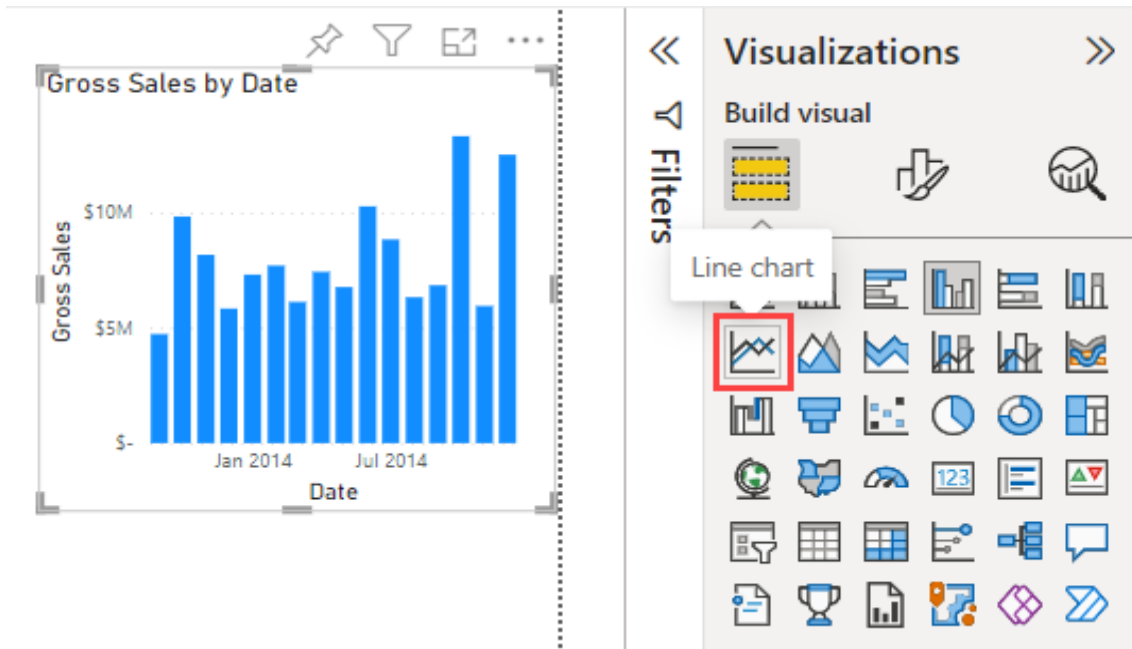 Gross Sales by Date
Gross Sales
$10M
$5M
$-
Jan 2014 Jul 2014
Date
Filters
Visualizations
Build visual
Line chart
123